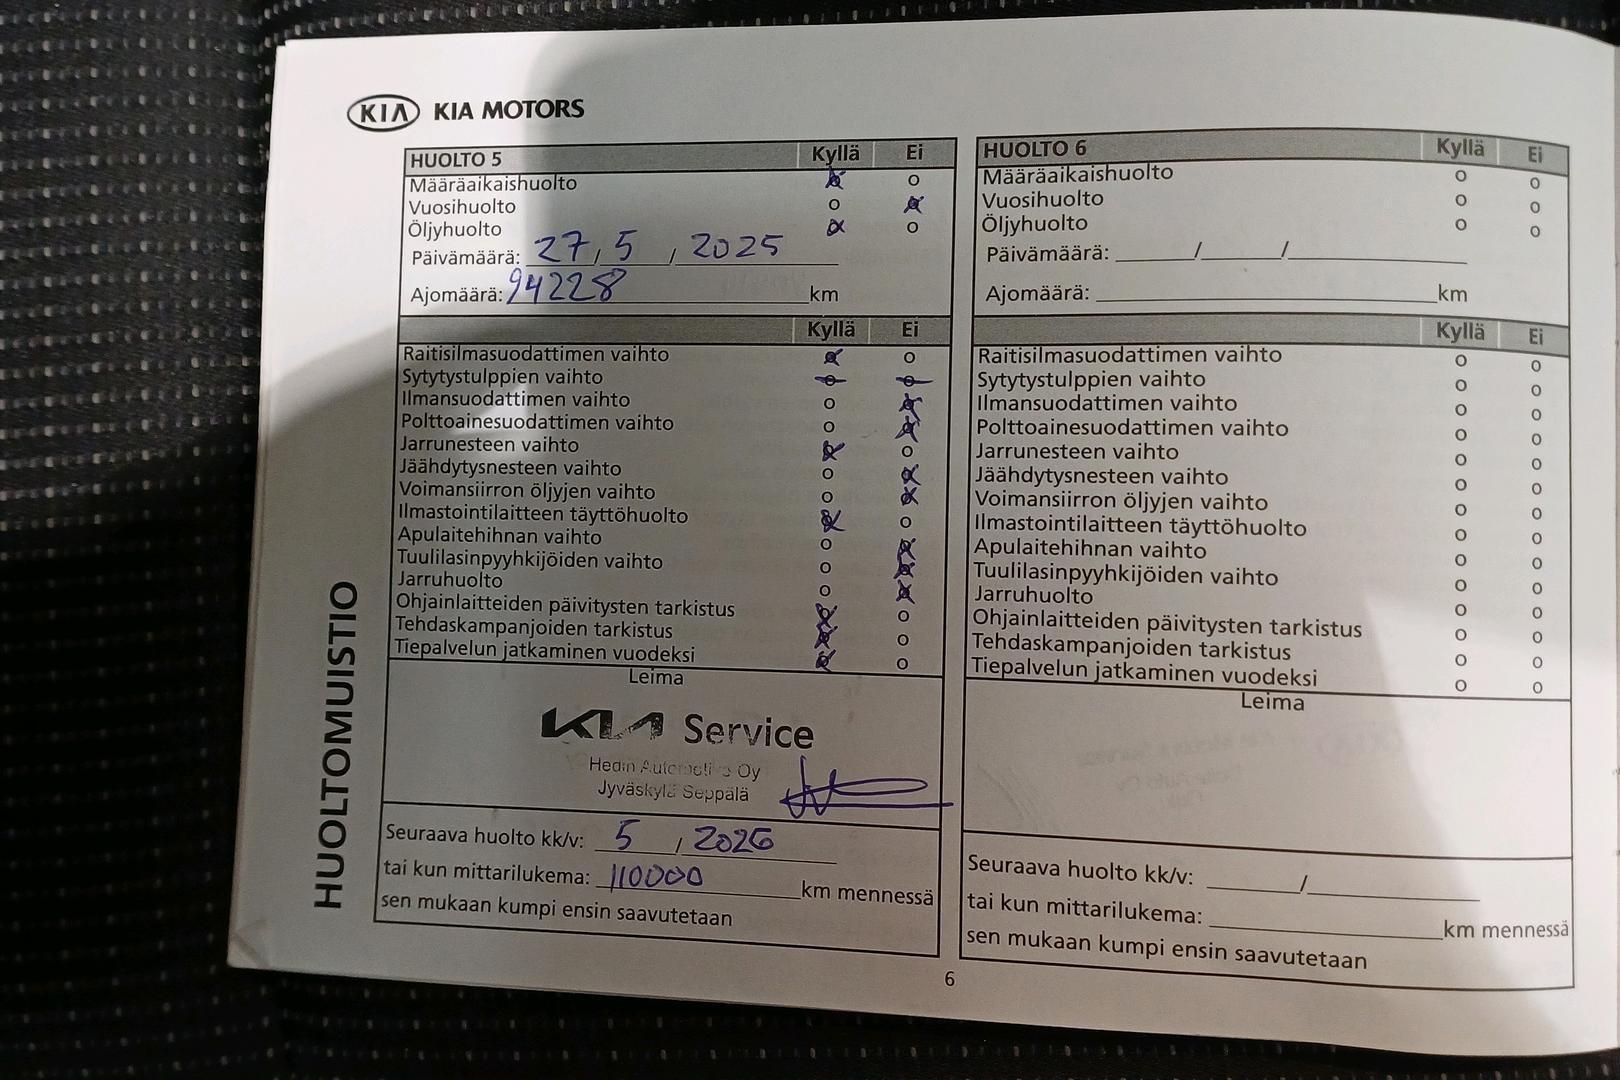 KIA KIA MOTORS
HUOLTOMUISTIO
HUOLTO 5 Kyllä Ei
Määräaikaishuolto o
Vuosihuolto o
Öljyhuolto o
Päivämäärä: 27 / 5 / 2025
Ajomäärä: 94228 km
Kyllä Ei
Raitisilmasuodattimen vaihto o
Sytytystulppien vaihto
Ilmansuodattimen vaihto o
Polttoainesuodattimen vaihto o
Jarrunesteen vaihto o
Jäähdytysnesteen vaihto o
Voimansiirron öljyjen vaihto o
Ilmastointilaitteen täyttöhuolto o
Apulaitehihnan vaihto o
Tuulilasinpyyhkijöiden vaihto o
Jarruhuolto o
Ohjainlaitteiden päivitysten tarkistus o
Tehdaskampanjoiden tarkistus o
Tiepalvelun jatkaminen vuodeksi o
Leima
KIA Service
Hedin Automotive Oy
Jyväskylä Seppälä
Seuraava huolto kk/v: 5 / 2026
tai kun mittarilukema: 110000 km mennessä
sen mukaan kumpi ensin saavutetaan
HUOLTO 6 Kyllä Ei
Määräaikaishuolto o o
Vuosihuolto o o
Öljyhuolto o o
Päivämäärä: / /
Ajomäärä: km
Kyllä Ei
Raitisilmasuodattimen vaihto o o
Sytytystulppien vaihto o o
Ilmansuodattimen vaihto o o
Polttoainesuodattimen vaihto o o
Jarrunesteen vaihto o o
Jäähdytysnesteen vaihto o o
Voimansiirron öljyjen vaihto o o
Ilmastointilaitteen täyttöhuolto o o
Apulaitehihnan vaihto o o
Tuulilasinpyyhkijöiden vaihto o o
Jarruhuolto o o
Ohjainlaitteiden päivitysten tarkistus o o
Tehdaskampanjoiden tarkistus o o
Tiepalvelun jatkaminen vuodeksi o o
Leima
Seuraava huolto kk/v: /
tai kun mittarilukema: km mennessä
sen mukaan kumpi ensin saavutetaan
6